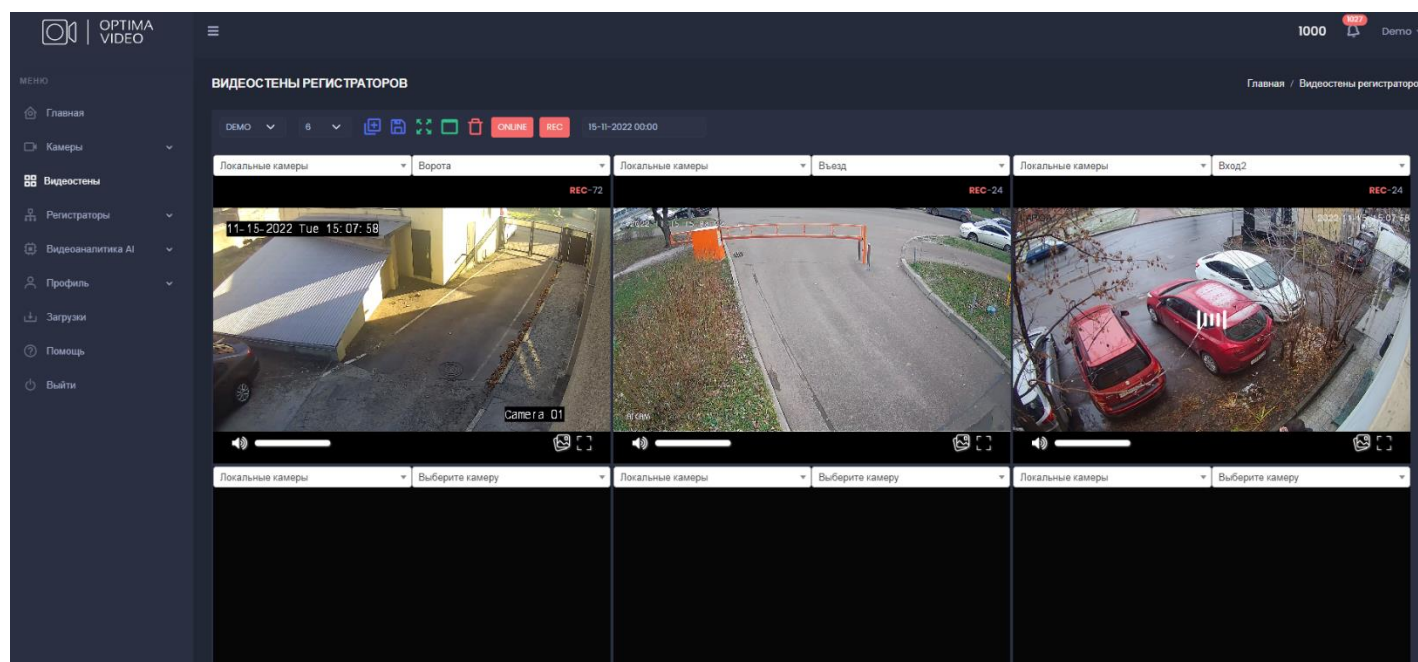 OPTIMA
VIDEO
1000
1027
Demo
МЕНЮ
Главная
Камеры
Видеостены
Регистраторы
Видеоаналитика AI
Профиль
Загрузки
Помощь
Выйти
ВИДЕОСТЕНЫ РЕГИСТРАТОРОВ
Главная / Видеостены регистраторо
DEMO 6 ONLINE REC 15-11-2022 00:00
Локальные камеры Ворота Локальные камеры Въезд Локальные камеры Вход2
REC-72 REC-24 REC-24
11-15-2022 Tue 15:07:58
Camera 01
Локальные камеры Выберите камеру Локальные камеры Выберите камеру Локальные камеры Выберите камеру